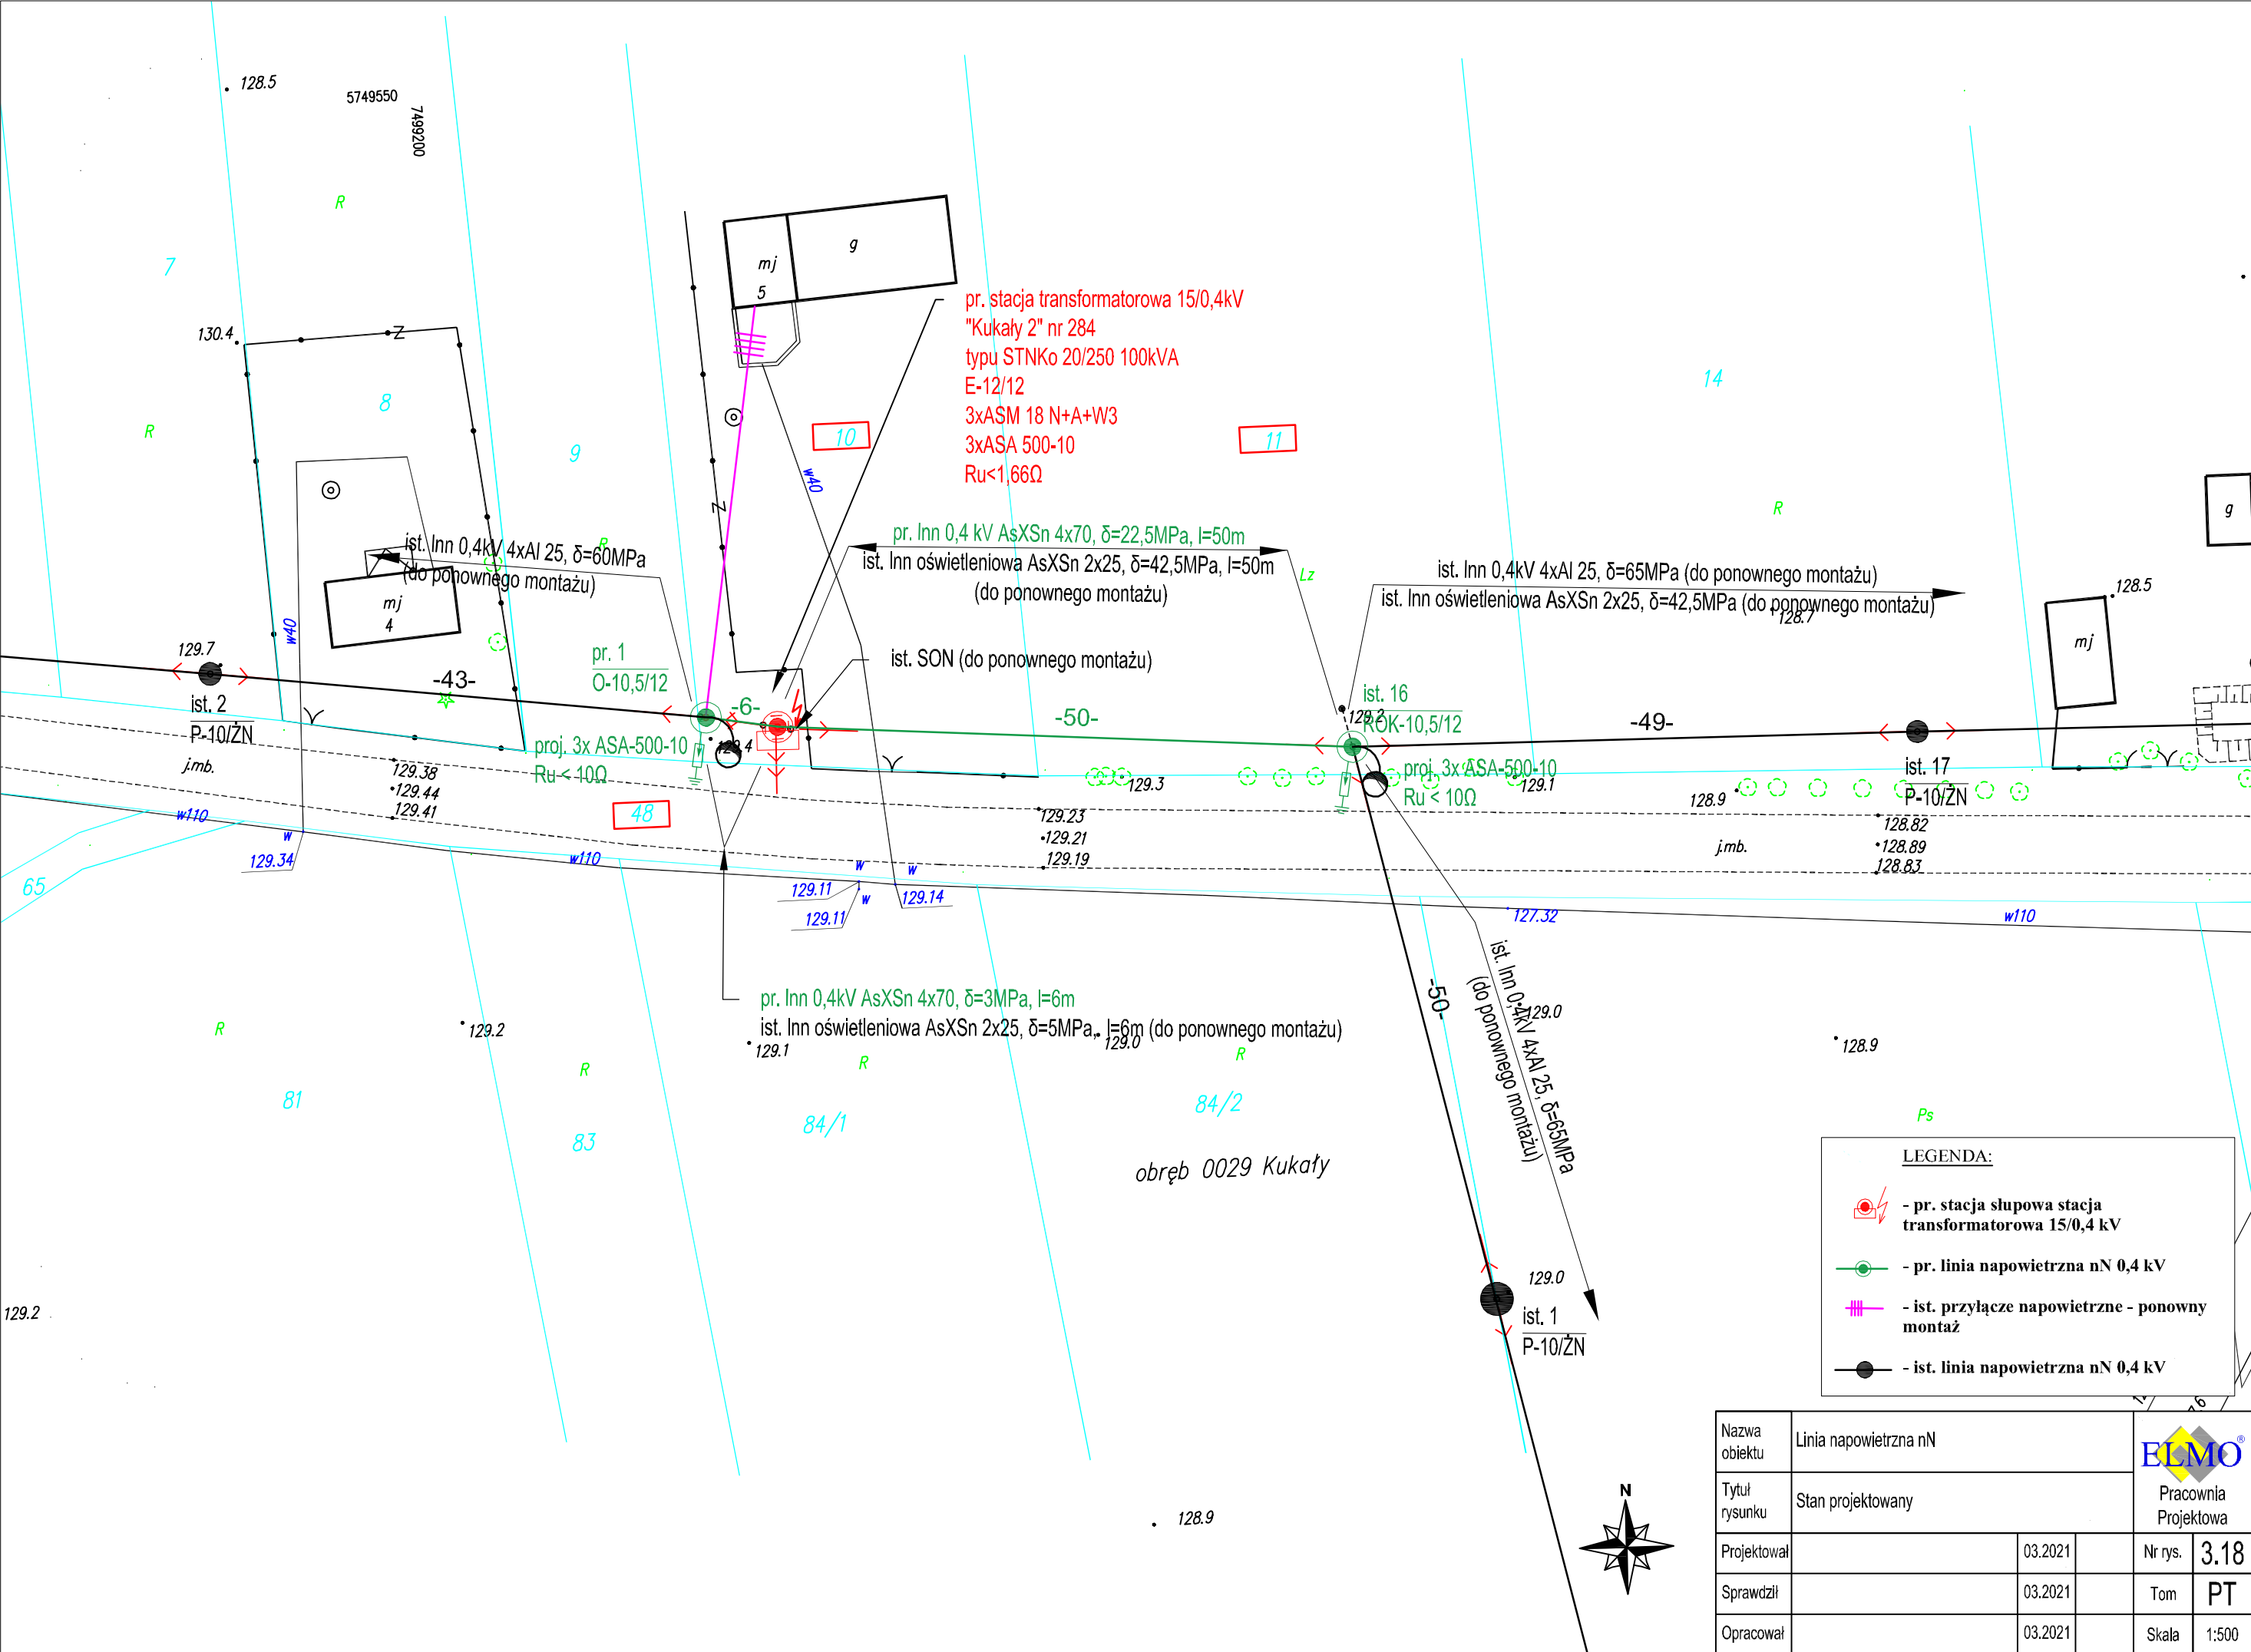 128.5
5749550
7499200
R
7
130.4
Z
8
R
9
R
mj
5
g
pr. stacja transformatorowa 15/0,4kV
"Kukały 2" nr 284
typu STNKo 20/250 100kVA
E-12/12
3xASM 18 N+A+W3
3xASA 500-10
Ru<1,66Ω
10
11
14
R
w40
Z
g
ist. lnn 0,4kV 4xAl 25, δ=60MPa
(do ponownego montażu)
pr. lnn 0,4 kV AsXSn 4x70, δ=22,5MPa, l=50m
ist. lnn oświetleniowa AsXSn 2x25, δ=42,5MPa, l=50m
(do ponownego montażu)
Lz
ist. lnn 0,4kV 4xAl 25, δ=65MPa (do ponownego montażu)
ist. lnn oświetleniowa AsXSn 2x25, δ=42,5MPa (do ponownego montażu)
128.7
128.5
mj
mj
4
w40
129.7
ist. 2
P-10/ŻN
j.mb.
-43-
pr. 1
O-10,5/12
-6-
ist. SON (do ponownego montażu)
-50-
ist. 16
ROK-10,5/12
129.2
-49-
proj. 3x ASA-500-10
Ru < 10Ω
129.4
proj. 3x ASA-500-10
Ru < 10Ω
ist. 17
P-10/ŻN
129.38
129.44
129.41
129.3
129.1
128.9
48
129.23
129.21
129.19
128.82
128.89
128.83
j.mb.
w110
w
129.34
w110
w
w
129.11
w
129.11
129.14
127.32
w110
65
pr. lnn 0,4kV AsXSn 4x70, δ=3MPa, l=6m
ist. lnn oświetleniowa AsXSn 2x25, δ=5MPa, l=6m (do ponownego montażu)
-50-
ist. lnn 0,4kV 4xAl 25, δ=65MPa
(do ponownego montażu)
129.0
R
129.2
129.1
129.0
R
R
R
128.9
81
83
84/1
84/2
Ps
obręb 0029 Kukały
129.2
129.0
ist. 1
P-10/ŻN
128.9
N
LEGENDA:
- pr. stacja słupowa stacja
transformatorowa 15/0,4 kV
- pr. linia napowietrzna nN 0,4 kV
- ist. przyłącze napowietrzne - ponowny
montaż
- ist. linia napowietrzna nN 0,4 kV
Nazwa
obiektu
Linia napowietrzna nN
ELMO®
Pracownia
Projektowa
Tytuł
rysunku
Stan projektowany
Projektował 03.2021 Nr rys. 3.18
Sprawdził 03.2021 Tom PT
Opracował 03.2021 Skala 1:500